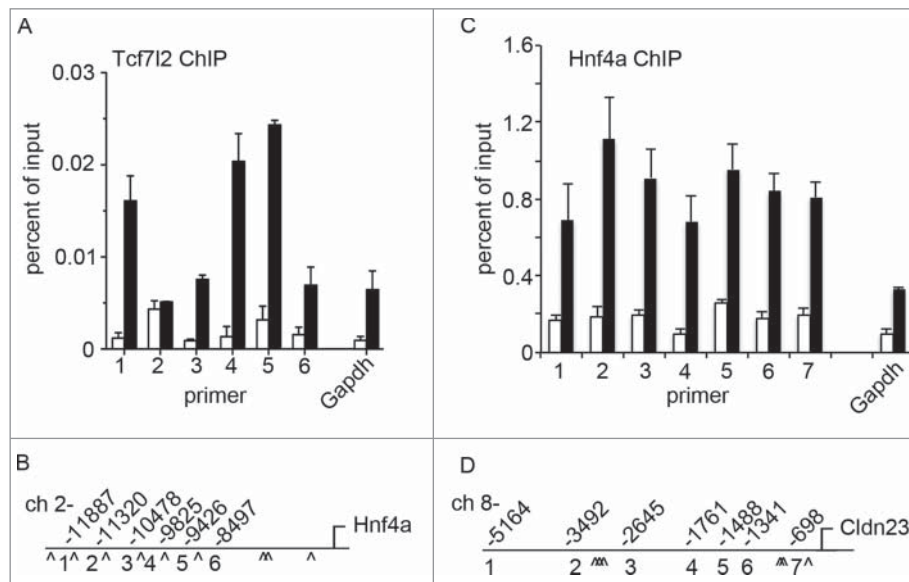 A
Tcf7l2 ChIP
0.03
0.02
0.01
0
percent of input
1 2 3 4 5 6 Gapdh
primer
C
Hnf4a ChIP
1.6
1.2
0.8
0.4
0
percent of input
1 2 3 4 5 6 7 Gapdh
primer
B
ch 2-
-11887 -11320 -10478 -9825 -9426 -8497
Hnf4a
^ 1 ^ 2 ^ 3 ^ 4 ^ 5 ^ 6 ^^ ^
D
ch 8-
-5164 -3492 -2645 -1761 -1488 -1341 -698
Cldn23
1 2 ^^^ 3 4 5 6 ^^ 7 ^